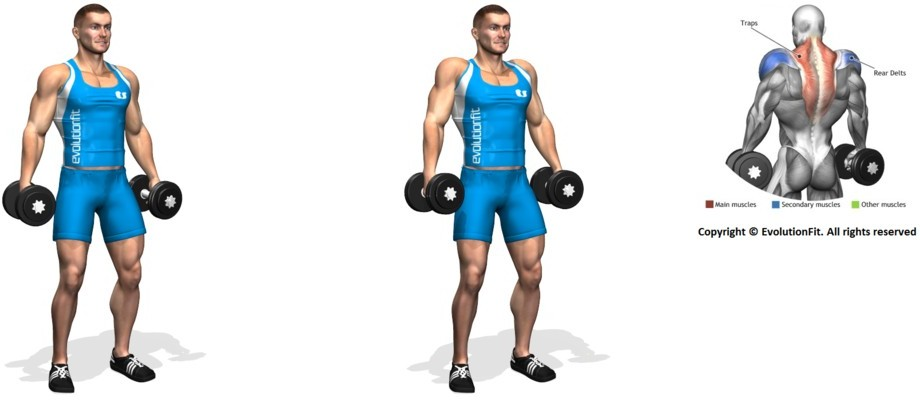 evolutionfit
evolutionfit
Traps
Rear Delts
Main muscles
Secondary muscles
Other muscles
Copyright © EvolutionFit. All rights reserved